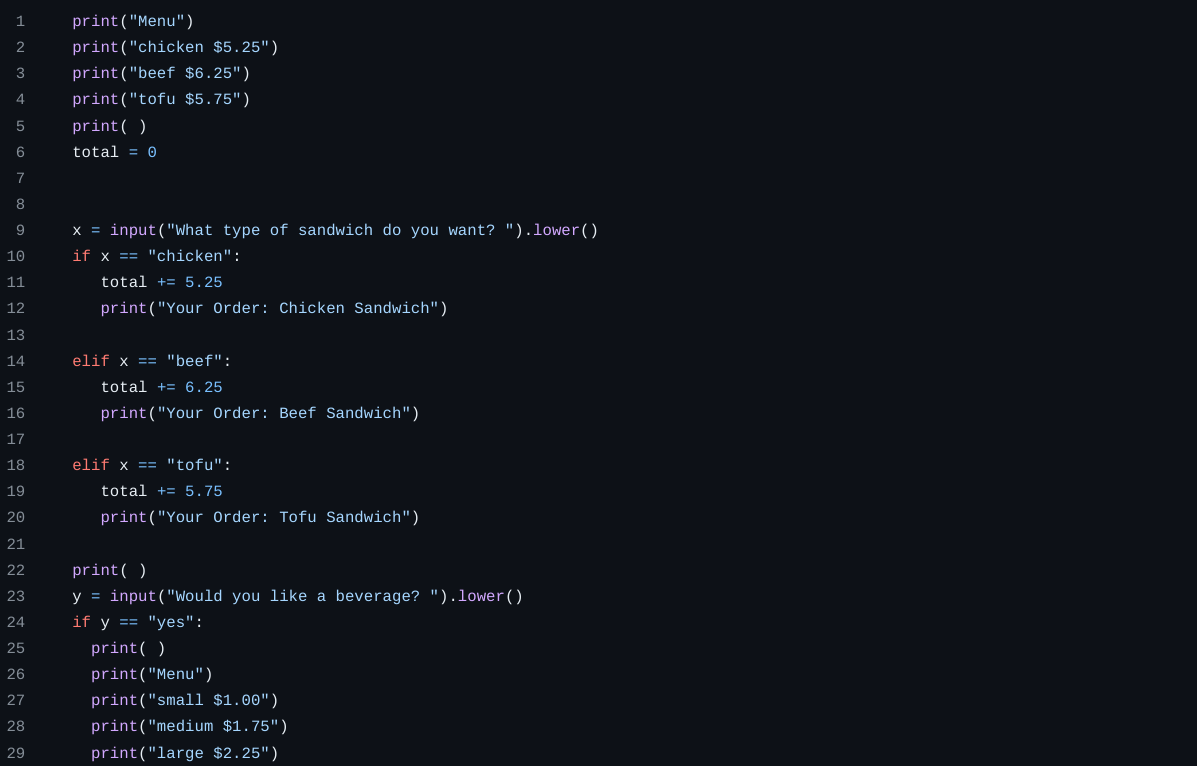 1 print("Menu")
2 print("chicken $5.25")
3 print("beef $6.25")
4 print("tofu $5.75")
5 print( )
6 total = 0
7
8
9 x = input("What type of sandwich do you want? ").lower()
10 if x == "chicken":
11    total += 5.25
12    print("Your Order: Chicken Sandwich")
13
14 elif x == "beef":
15    total += 6.25
16    print("Your Order: Beef Sandwich")
17
18 elif x == "tofu":
19    total += 5.75
20    print("Your Order: Tofu Sandwich")
21
22 print( )
23 y = input("Would you like a beverage? ").lower()
24 if y == "yes":
25   print( )
26   print("Menu")
27   print("small $1.00")
28   print("medium $1.75")
29   print("large $2.25")